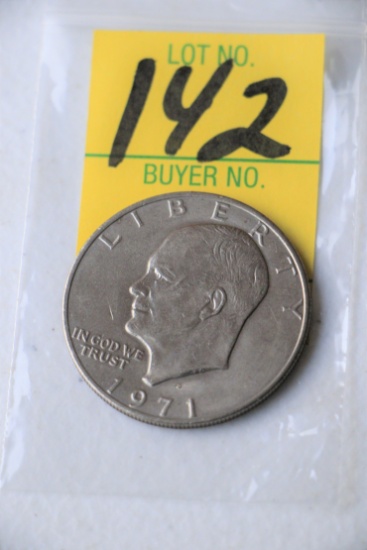 LOT NO.
142
BUYER NO.
LIBERTY
IN GOD WE
TRUST
1971